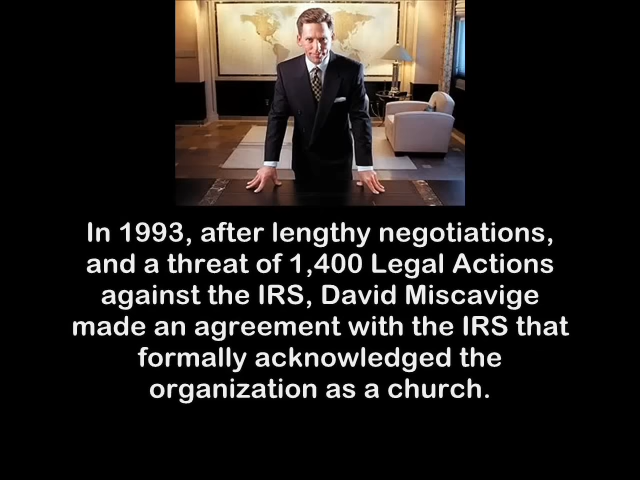 In 1993, after lengthy negotiations,
and a threat of 1,400 Legal Actions
against the IRS, David Miscavige
made an agreement with the IRS that
formally acknowledged the
organization as a church.